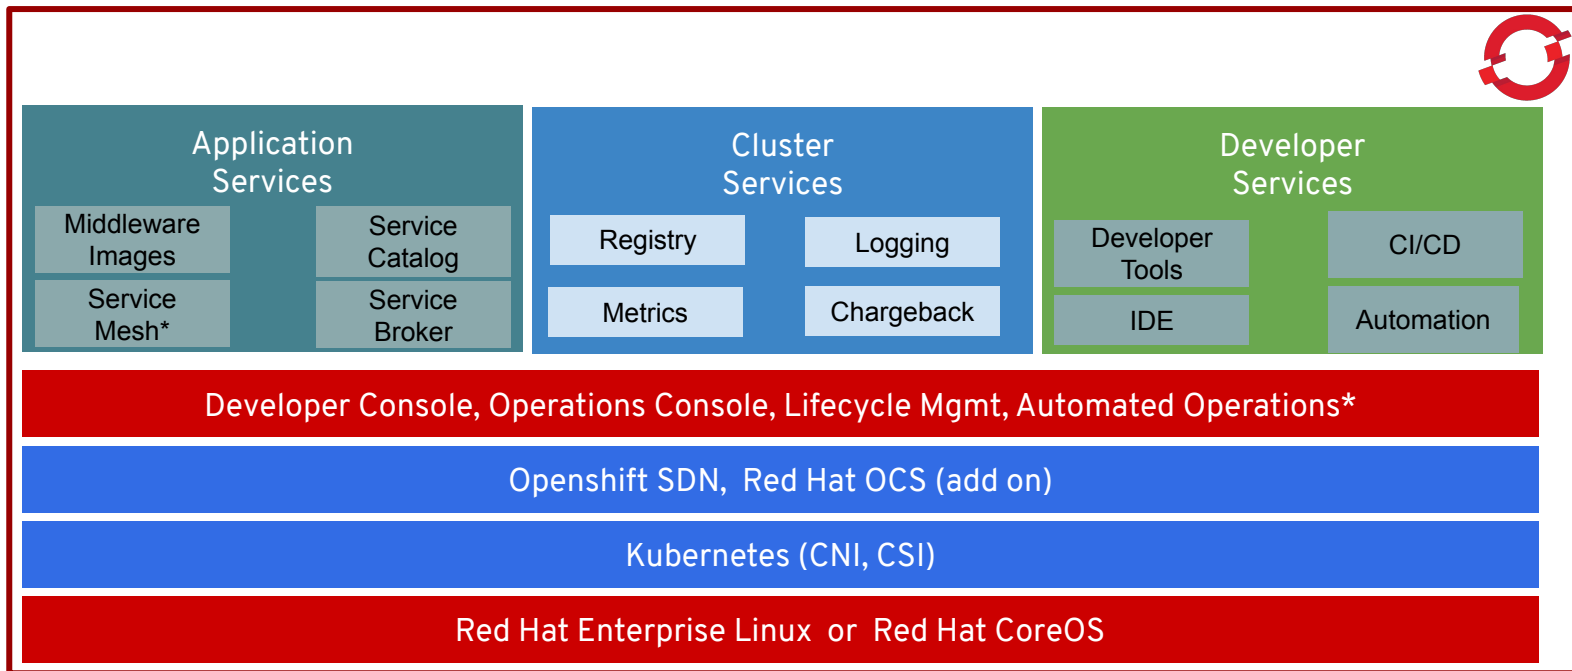 Application
Services
Middleware
Images
Service
Catalog
Service
Mesh*
Service
Broker
Cluster
Services
Registry
Logging
Metrics
Chargeback
Developer
Services
Developer
Tools
CI/CD
IDE
Automation
Developer Console, Operations Console, Lifecycle Mgmt, Automated Operations*
Openshift SDN, Red Hat OCS (add on)
Kubernetes (CNI, CSI)
Red Hat Enterprise Linux or Red Hat CoreOS